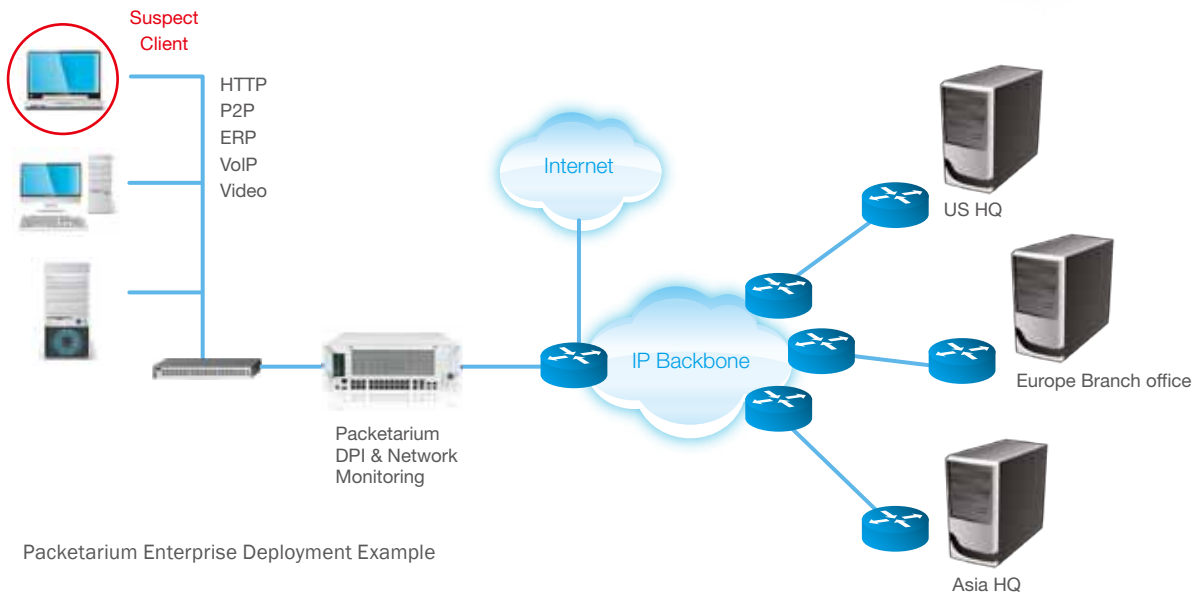 Suspect
Client
HTTP
P2P
ERP
VoIP
Video
Internet
US HQ
IP Backbone
Europe Branch office
Packetarium
DPI & Network
Monitoring
Packetarium Enterprise Deployment Example
Asia HQ